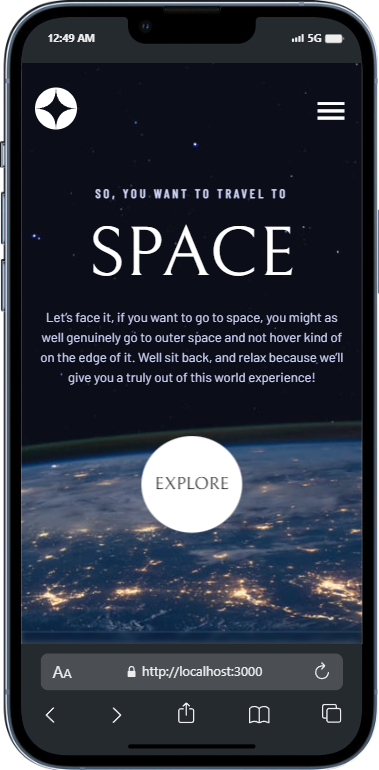 12:49 AM
5G
SO, YOU WANT TO TRAVEL TO
SPACE
Let's face it, if you want to go to space, you might as
well genuinely go to outer space and not hover kind of
on the edge of it. Well sit back, and relax because we'll
give you a truly out of this world experience!
EXPLORE
AA http://localhost:3000